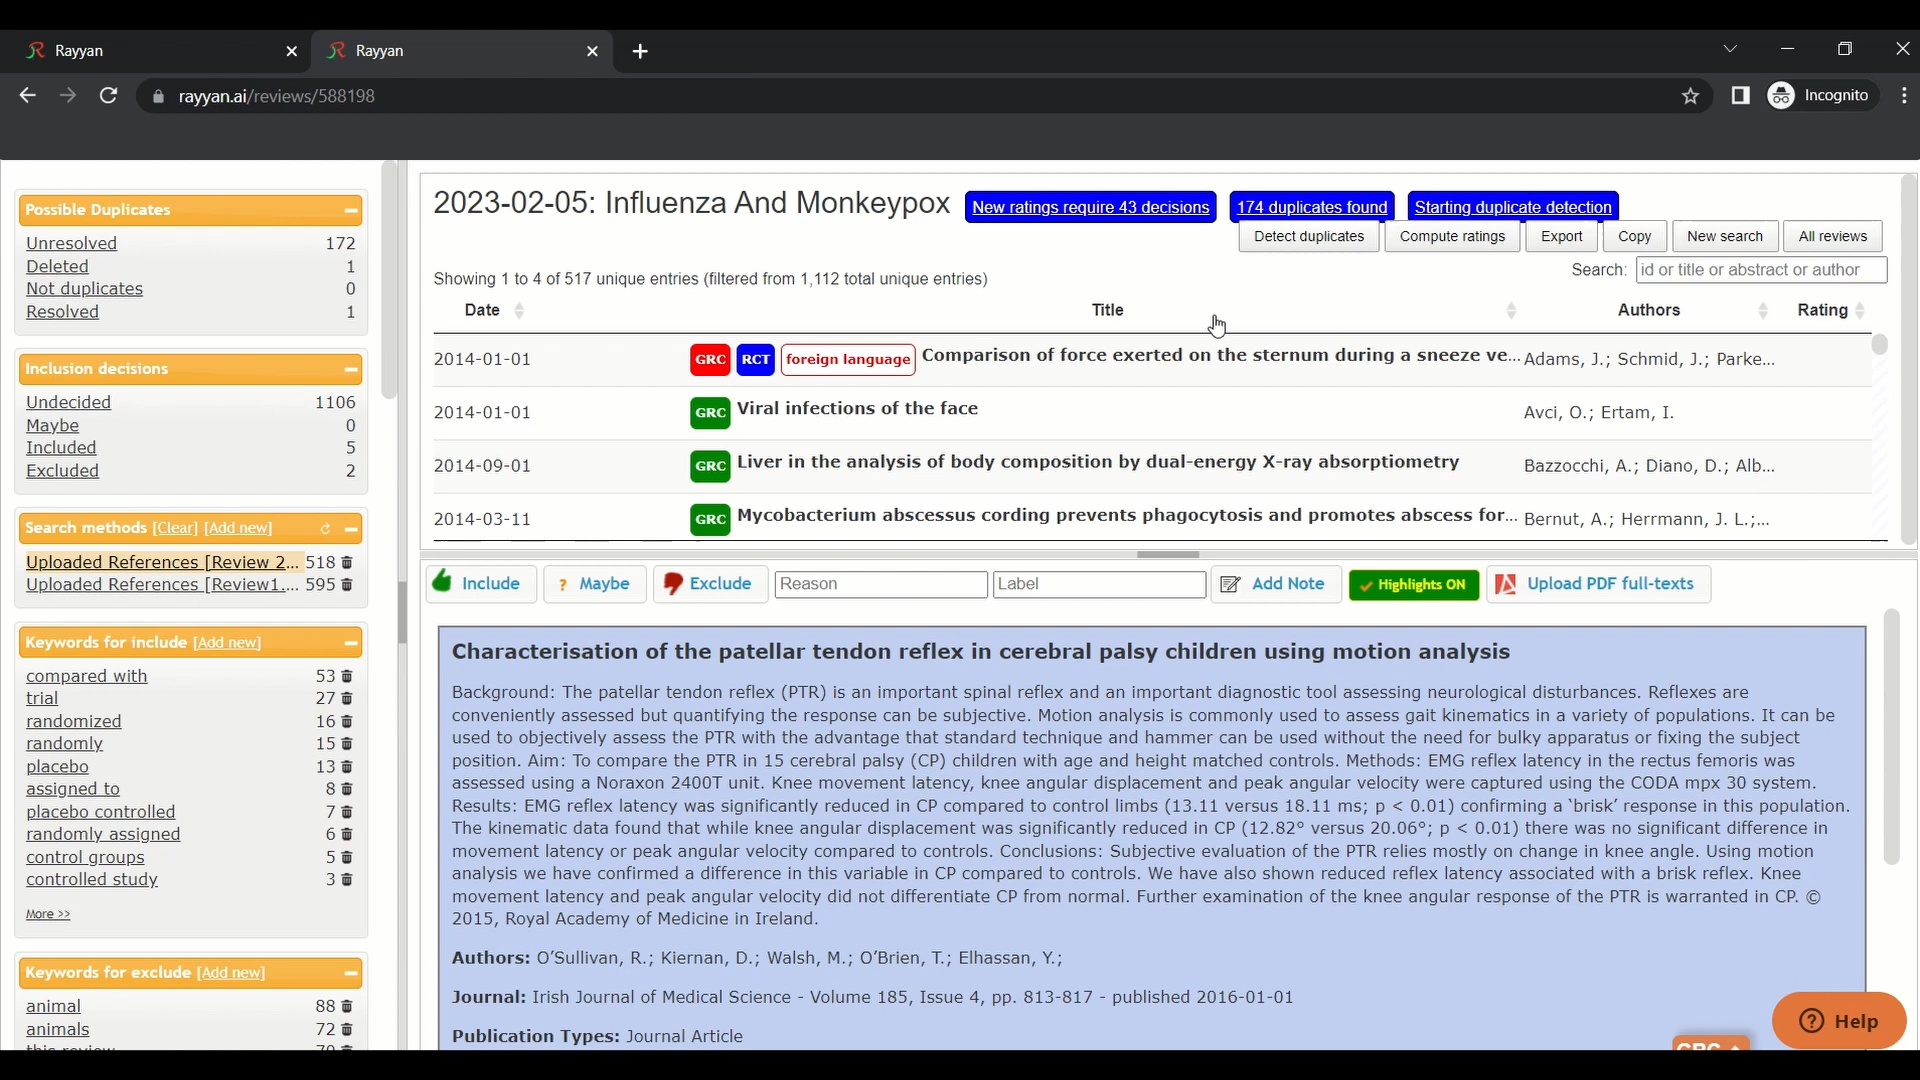 Rayyan
Rayyan
rayyan.ai/reviews/588198
Incognito
Possible Duplicates
Unresolved 172
Deleted 1
Not duplicates 0
Resolved 1
Inclusion decisions
Undecided 1106
Maybe 0
Included 5
Excluded 2
Search methods [Clear] [Add new]
Uploaded References [Review 2... 518
Uploaded References [Review1.... 595
Keywords for include [Add new]
compared with 53
trial 27
randomized 16
randomly 15
placebo 13
assigned to 8
placebo controlled 7
randomly assigned 6
control groups 5
controlled study 3
More >>
Keywords for exclude [Add new]
animal 88
animals 72
2023-02-05: Influenza And Monkeypox New ratings require 43 decisions 174 duplicates found Starting duplicate detection
Detect duplicates Compute ratings Export Copy New search All reviews
Showing 1 to 4 of 517 unique entries (filtered from 1,112 total unique entries) Search: id or title or abstract or author
Date Title Authors Rating
2014-01-01 GRC RCT foreign language Comparison of force exerted on the sternum during a sneeze ve... Adams, J.; Schmid, J.; Parke...
2014-01-01 GRC Viral infections of the face Avci, O.; Ertam, I.
2014-09-01 GRC Liver in the analysis of body composition by dual-energy X-ray absorptiometry Bazzocchi, A.; Diano, D.; Alb...
2014-03-11 GRC Mycobacterium abscessus cording prevents phagocytosis and promotes abscess for... Bernut, A.; Herrmann, J. L.;...
Include ? Maybe Exclude Reason Label Add Note Highlights ON Upload PDF full-texts
Characterisation of the patellar tendon reflex in cerebral palsy children using motion analysis
Background: The patellar tendon reflex (PTR) is an important spinal reflex and an important diagnostic tool assessing neurological disturbances. Reflexes are
conveniently assessed but quantifying the response can be subjective. Motion analysis is commonly used to assess gait kinematics in a variety of populations. It can be
used to objectively assess the PTR with the advantage that standard technique and hammer can be used without the need for bulky apparatus or fixing the subject
position. Aim: To compare the PTR in 15 cerebral palsy (CP) children with age and height matched controls. Methods: EMG reflex latency in the rectus femoris was
assessed using a Noraxon 2400T unit. Knee movement latency, knee angular displacement and peak angular velocity were captured using the CODA mpx 30 system.
Results: EMG reflex latency was significantly reduced in CP compared to control limbs (13.11 versus 18.11 ms; p < 0.01) confirming a ‘brisk’ response in this population.
The kinematic data found that while knee angular displacement was significantly reduced in CP (12.82° versus 20.06°; p < 0.01) there was no significant difference in
movement latency or peak angular velocity compared to controls. Conclusions: Subjective evaluation of the PTR relies mostly on change in knee angle. Using motion
analysis we have confirmed a difference in this variable in CP compared to controls. We have also shown reduced reflex latency associated with a brisk reflex. Knee
movement latency and peak angular velocity did not differentiate CP from normal. Further examination of the knee angular response of the PTR is warranted in CP. ©
2015, Royal Academy of Medicine in Ireland.
Authors: O’Sullivan, R.; Kiernan, D.; Walsh, M.; O’Brien, T.; Elhassan, Y.;
Journal: Irish Journal of Medical Science - Volume 185, Issue 4, pp. 813-817 - published 2016-01-01
Publication Types: Journal Article
Help